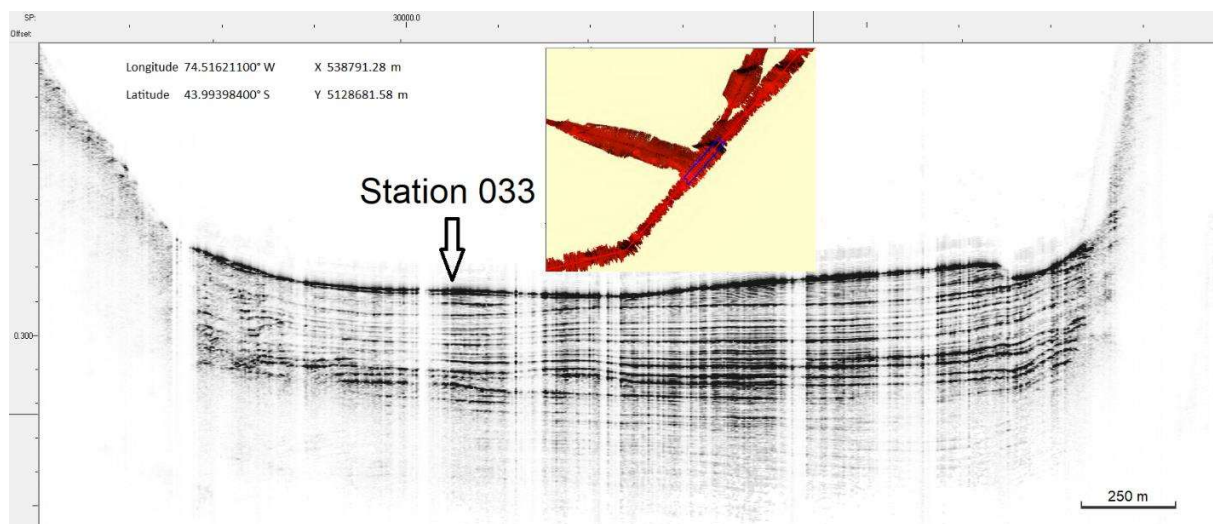 SP:
30000.0
Offset:
Longitude 74.51621100° W X 538791.28 m
Latitude 43.99398400° S Y 5128681.58 m
Station 033
0.300
250 m